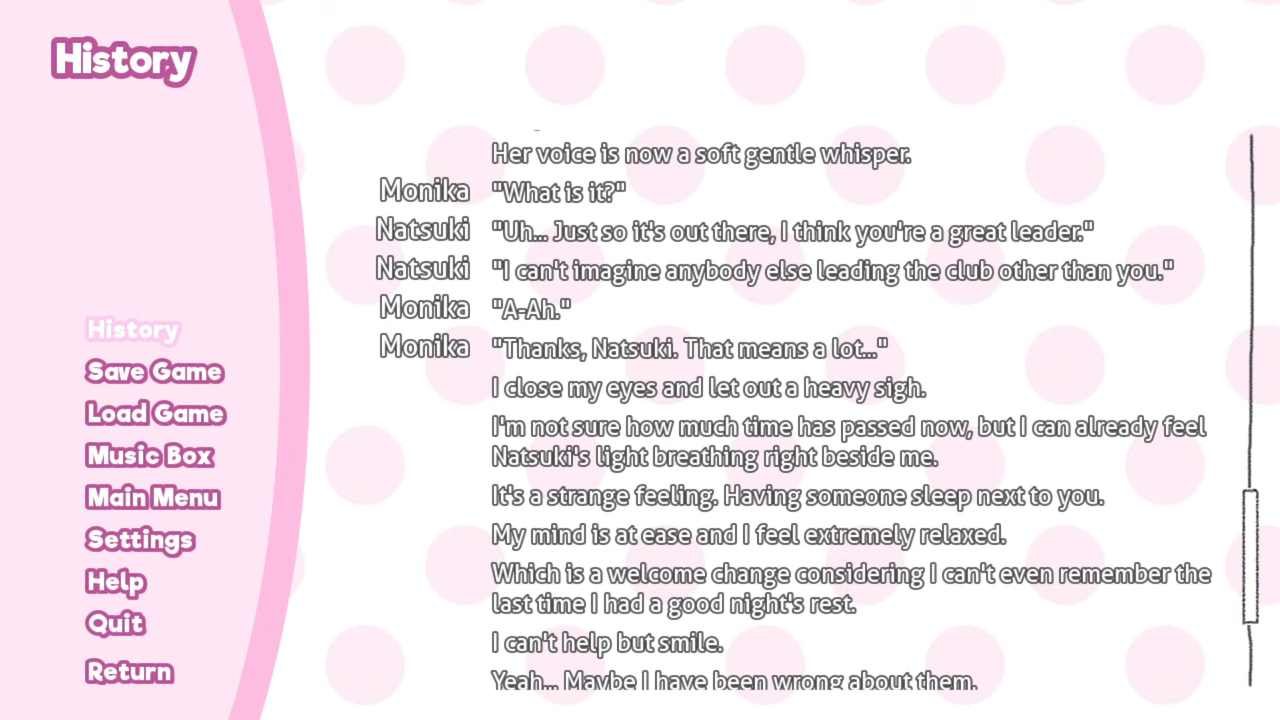 History
Her voice is now a soft gentle whisper.
Monika "What is it?"
Natsuki "Uh... Just so it's out there, I think you're a great leader."
Natsuki "I can't imagine anybody else leading the club other than you."
Monika "A-Ah."
Monika "Thanks, Natsuki. That means a lot..."
I close my eyes and let out a heavy sigh.
I'm not sure how much time has passed now, but I can already feel
Natsuki's light breathing right beside me.
It's a strange feeling. Having someone sleep next to you.
My mind is at ease and I feel extremely relaxed.
Which is a welcome change considering I can't even remember the
last time I had a good night's rest.
I can't help but smile.
Yeah... Maybe I have been wrong about them.
History
Save Game
Load Game
Music Box
Main Menu
Settings
Help
Quit
Return